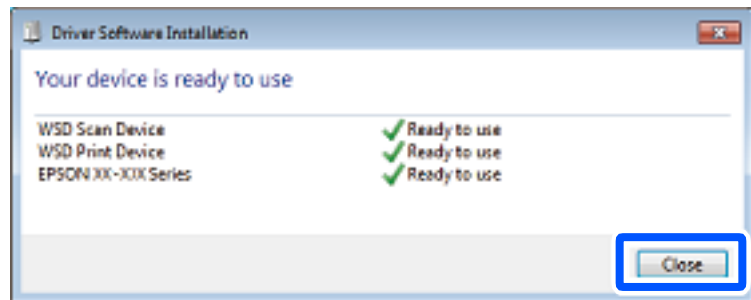 Driver Software Installation
Your device is ready to use
WSD Scan Device Ready to use
WSD Print Device Ready to use
EPSON XX-XXX Series Ready to use
Close